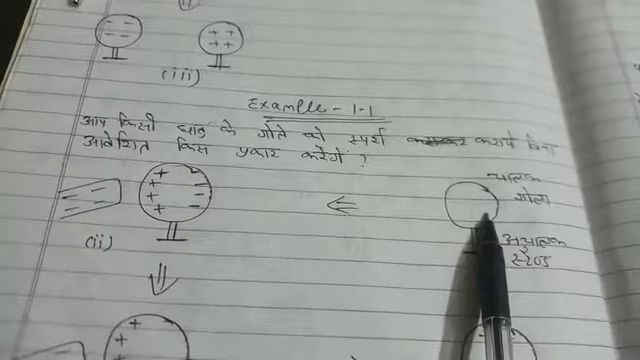 (iii)
Example - 1.1
आप किसी धातु के गोले को स्पर्श कराये बिना
आवेशित किस प्रकार करेंगे ?
चालक
गोला
(ii)
अचालक
स्टैण्ड